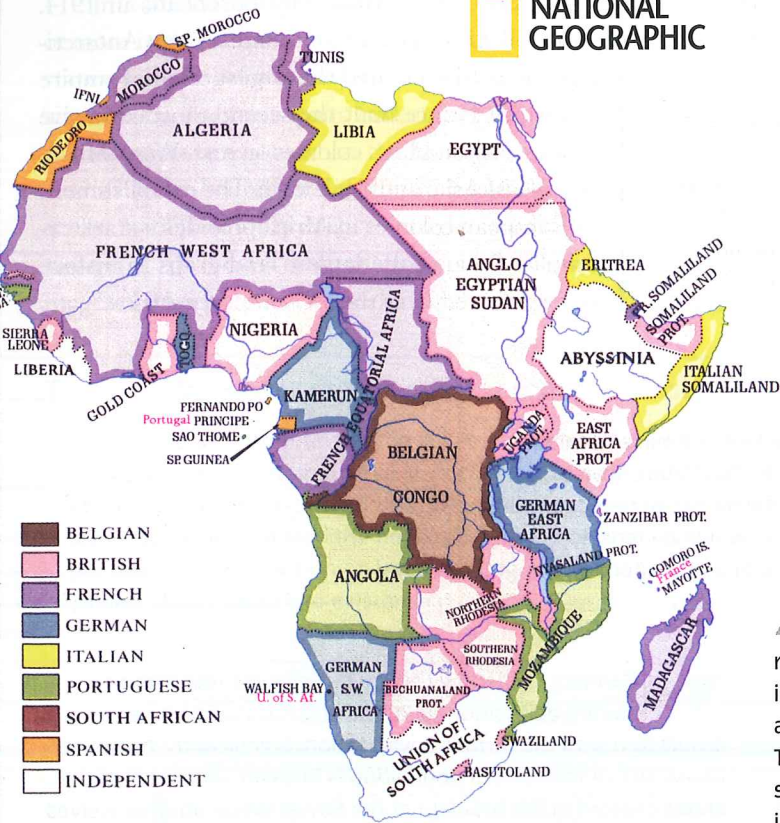 NATIONAL
GEOGRAPHIC
SP. MOROCCO
MOROCCO
TUNIS
IFNI
ALGERIA
LIBIA
EGYPT
RIO DE ORO
FRENCH WEST AFRICA
ANGLO-
EGYPTIAN
SUDAN
ERITREA
FR. SOMALILAND
SOMALILAND
PROT.
SIERRA
LEONE
LIBERIA
GOLD COAST
TOGO
NIGERIA
KAMERUN
FRENCH EQUATORIAL AFRICA
ABYSSINIA
ITALIAN
SOMALILAND
FERNANDO PO
Portugal PRINCIPE
SAO THOME
SP. GUINEA
BELGIAN
CONGO
UGANDA
PROT.
EAST
AFRICA
PROT.
GERMAN
EAST
AFRICA
ZANZIBAR PROT.
NYASALAND PROT.
COMORO IS.
France
MAYOTTE
ANGOLA
NORTHERN
RHODESIA
SOUTHERN
RHODESIA
MOZAMBIQUE
MADAGASCAR
GERMAN
S.W.
AFRICA
WALFISH BAY
U. of S. Af.
BECHUANALAND
PROT.
UNION OF
SOUTH AFRICA
SWAZILAND
BASUTOLAND
BELGIAN
BRITISH
FRENCH
GERMAN
ITALIAN
PORTUGUESE
SOUTH AFRICAN
SPANISH
INDEPENDENT